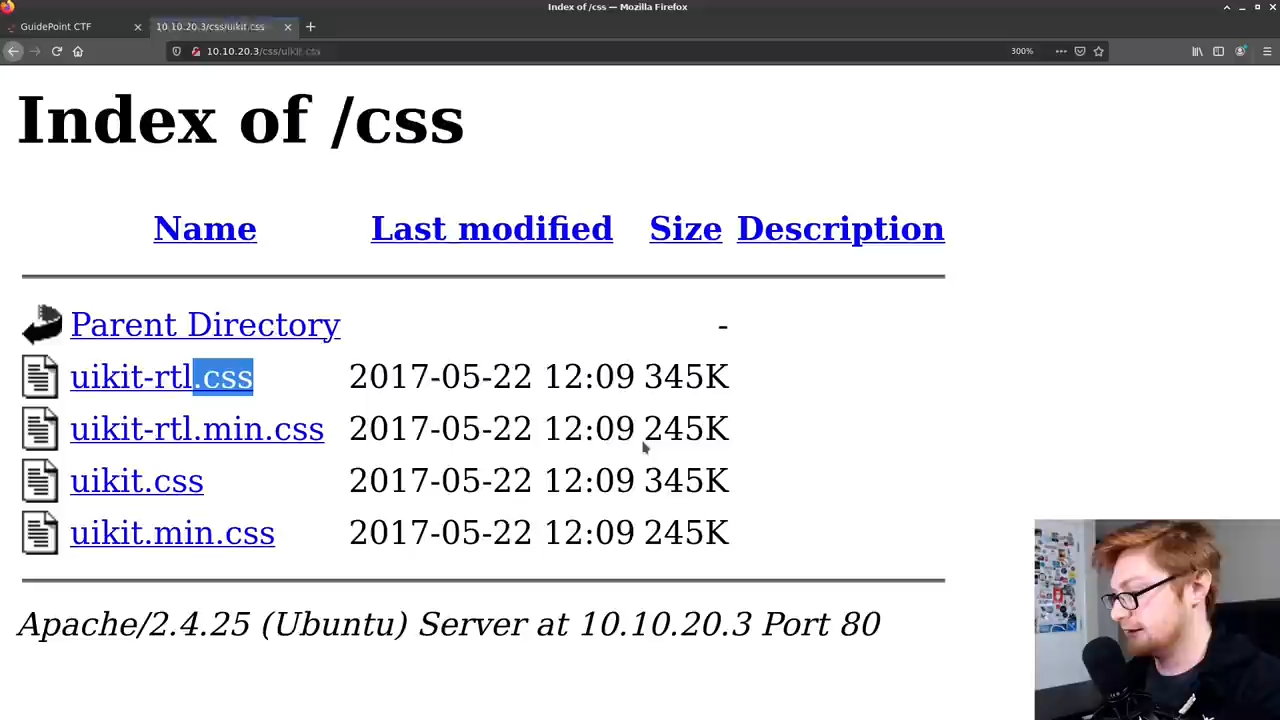 Index of /css — Mozilla Firefox
GuidePoint CTF
10.10.20.3/css/uikit.css
10.10.20.3/css/uikit.css
300%
Index of /css
Name Last modified Size Description
Parent Directory -
uikit-rtl.css 2017-05-22 12:09 345K
uikit-rtl.min.css 2017-05-22 12:09 245K
uikit.css 2017-05-22 12:09 345K
uikit.min.css 2017-05-22 12:09 245K
Apache/2.4.25 (Ubuntu) Server at 10.10.20.3 Port 80